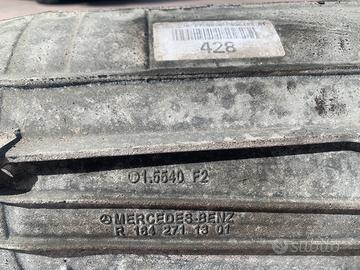 428
1.5540 F2
MERCEDES-BENZ
R 164 271 13 01
subito